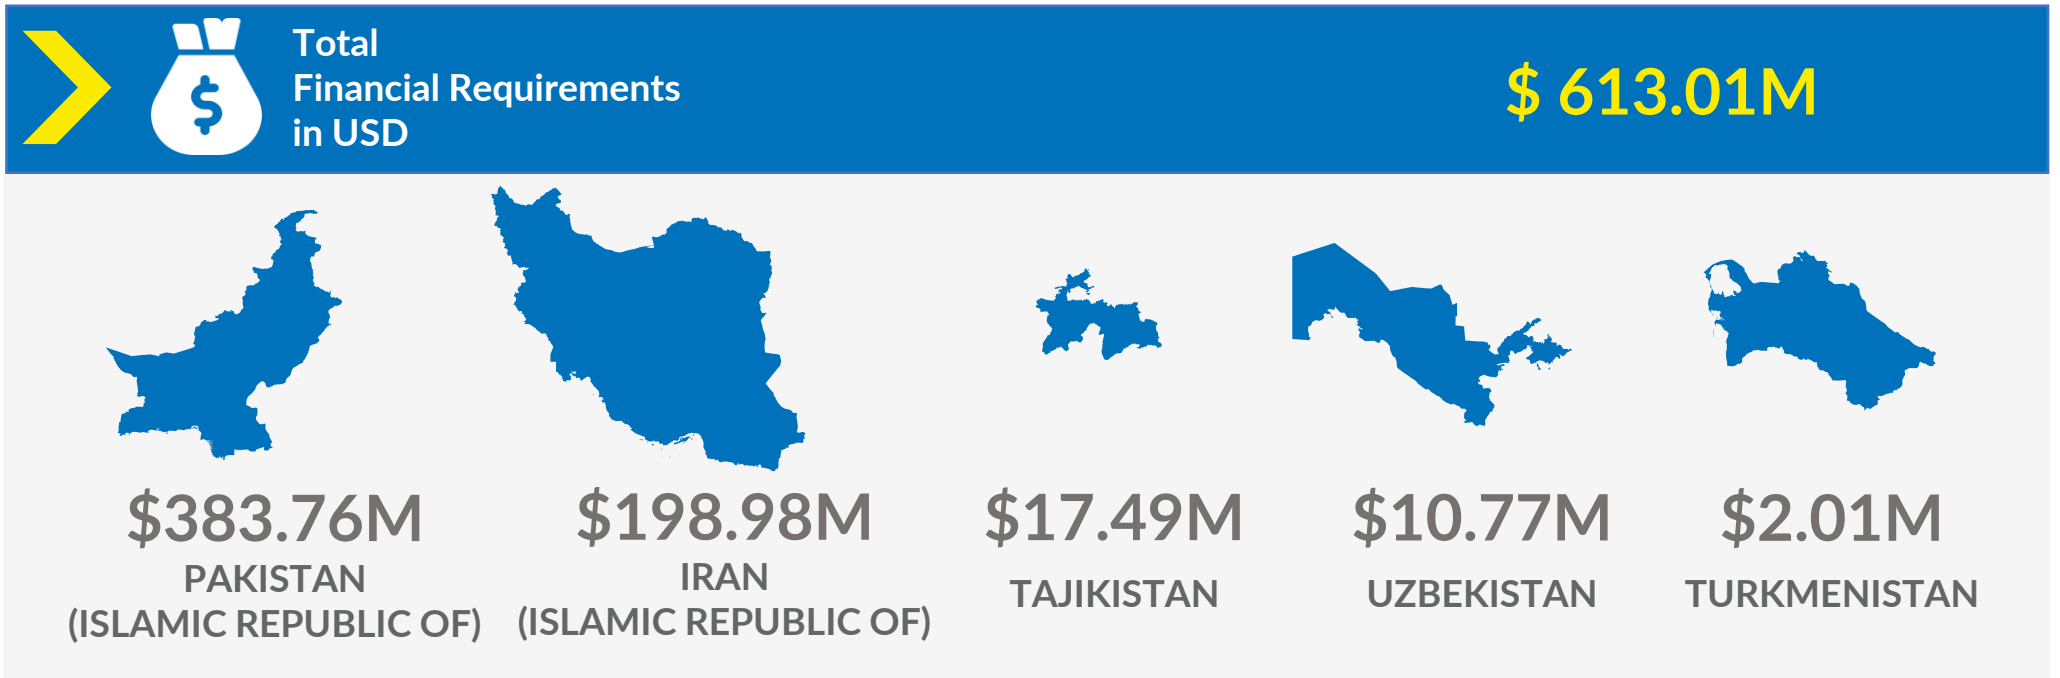 Total
Financial Requirements
in USD
$ 613.01M
$383.76M
PAKISTAN
(ISLAMIC REPUBLIC OF)
$198.98M
IRAN
(ISLAMIC REPUBLIC OF)
$17.49M
TAJIKISTAN
$10.77M
UZBEKISTAN
$2.01M
TURKMENISTAN